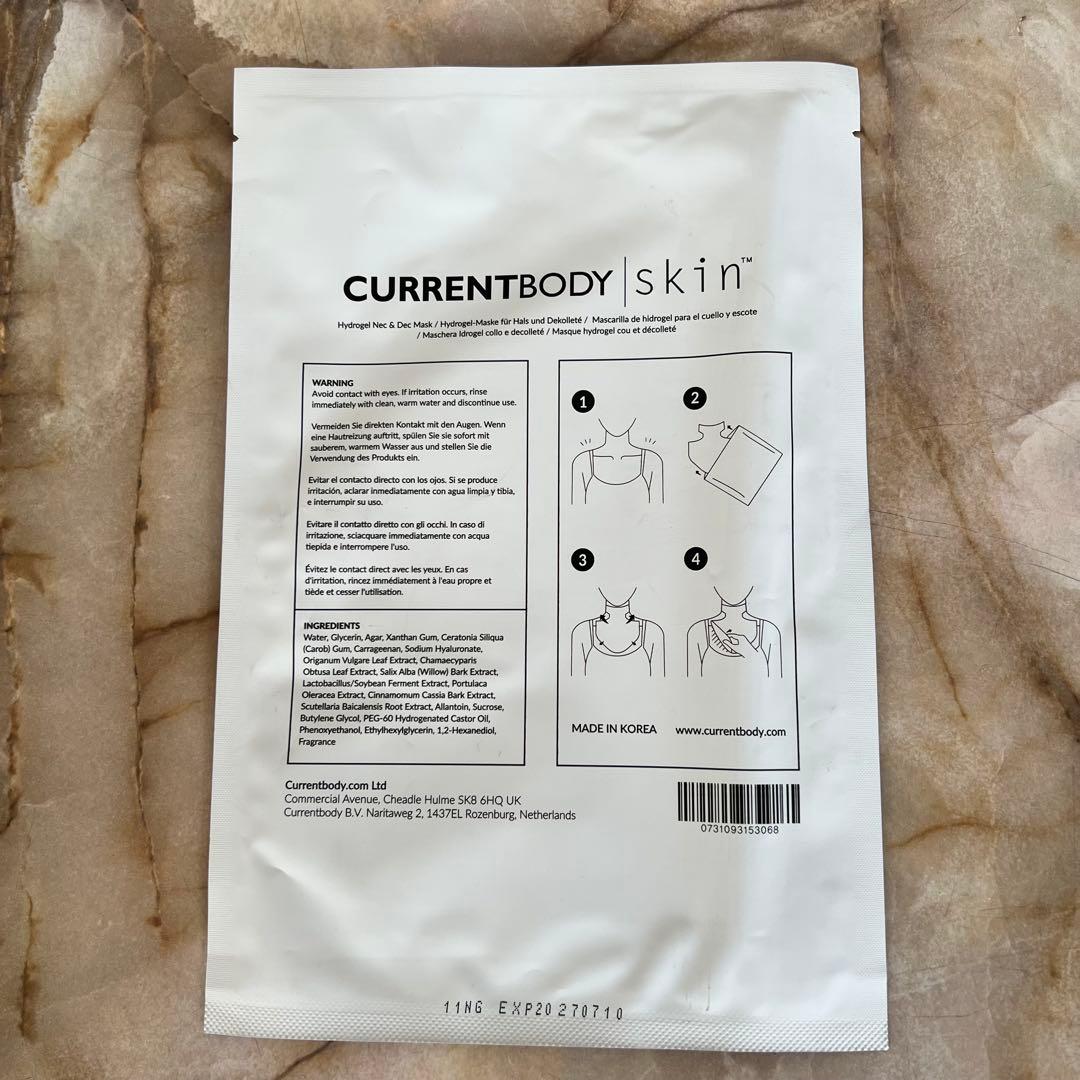 CURRENTBODY | skin™
Hydrogel Nec & Dec Mask / Hydrogel-Maske für Hals und Dekolleté / Mascarilla de hidrogel para el cuello y escote
/ Maschera Idrogel collo e decolleté / Masque hydrogel cou et décolleté
WARNING
Avoid contact with eyes. If irritation occurs, rinse
immediately with clean, warm water and discontinue use.
Vermeiden Sie direkten Kontakt mit den Augen. Wenn
eine Hautreizung auftritt, spülen Sie sie sofort mit
sauberem, warmem Wasser aus und stellen Sie die
Verwendung des Produkts ein.
Evitar el contacto directo con los ojos. Si se produce
irritación, aclarar inmediatamente con agua limpia y tibia,
e interrumpir su uso.
Evitare il contatto diretto con gli occhi. In caso di
irritazione, sciacquare immediatamente con acqua
tiepida e interrompere l'uso.
Évitez le contact direct avec les yeux. En cas
d'irritation, rincez immédiatement à l'eau propre et
tiède et cesser l'utilisation.
INGREDIENTS
Water, Glycerin, Agar, Xanthan Gum, Ceratonia Siliqua
(Carob) Gum, Carrageenan, Sodium Hyaluronate,
Origanum Vulgare Leaf Extract, Chamaecyparis
Obtusa Leaf Extract, Salix Alba (Willow) Bark Extract,
Lactobacillus/Soybean Ferment Extract, Portulaca
Oleracea Extract, Cinnamomum Cassia Bark Extract,
Scutellaria Baicalensis Root Extract, Allantoin, Sucrose,
Butylene Glycol, PEG-60 Hydrogenated Castor Oil,
Phenoxyethanol, Ethylhexylglycerin, 1,2-Hexanediol,
Fragrance
1
2
3
4
MADE IN KOREA
www.currentbody.com
Currentbody.com Ltd
Commercial Avenue, Cheadle Hulme SK8 6HQ UK
Currentbody B.V. Naritaweg 2, 1437EL Rozenburg, Netherlands
0731093153068
11NG EXP20270710